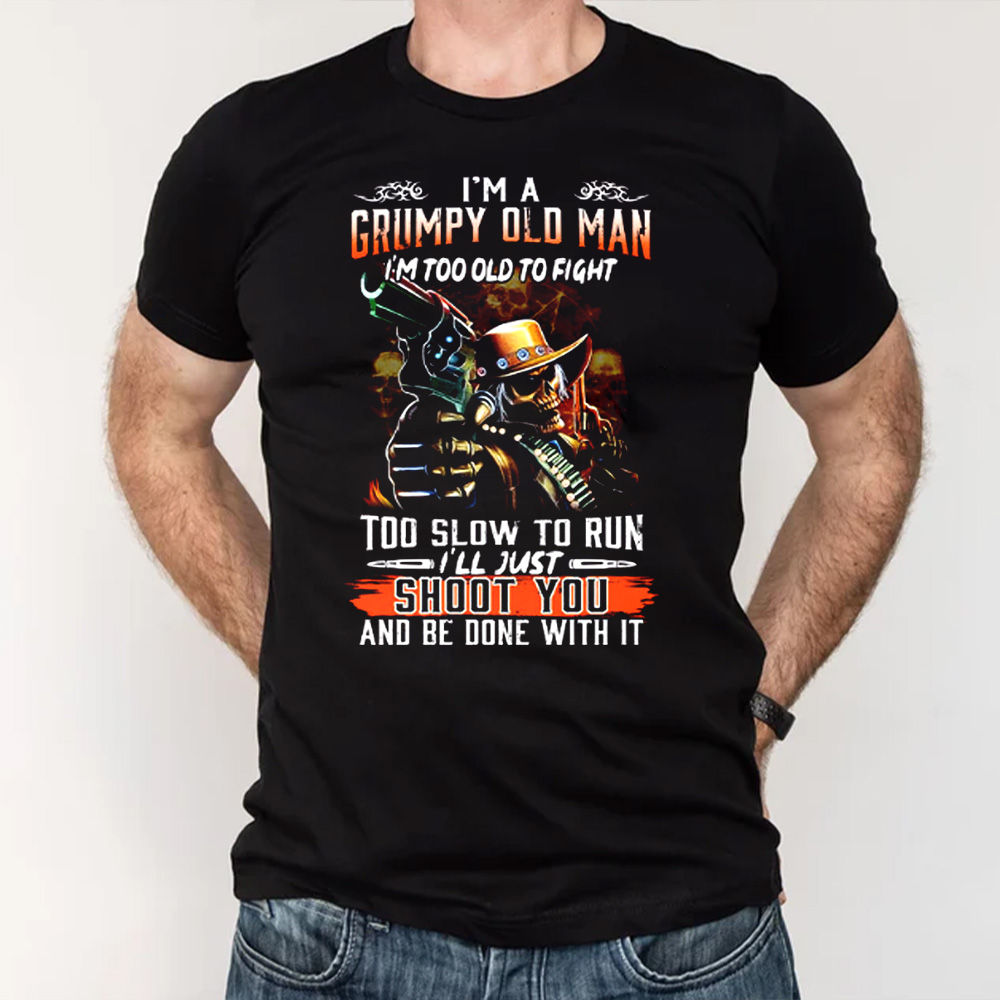 I'M A
GRUMPY OLD MAN
I'M TOO OLD TO FIGHT
TOO SLOW TO RUN
I'LL JUST
SHOOT YOU
AND BE DONE WITH IT